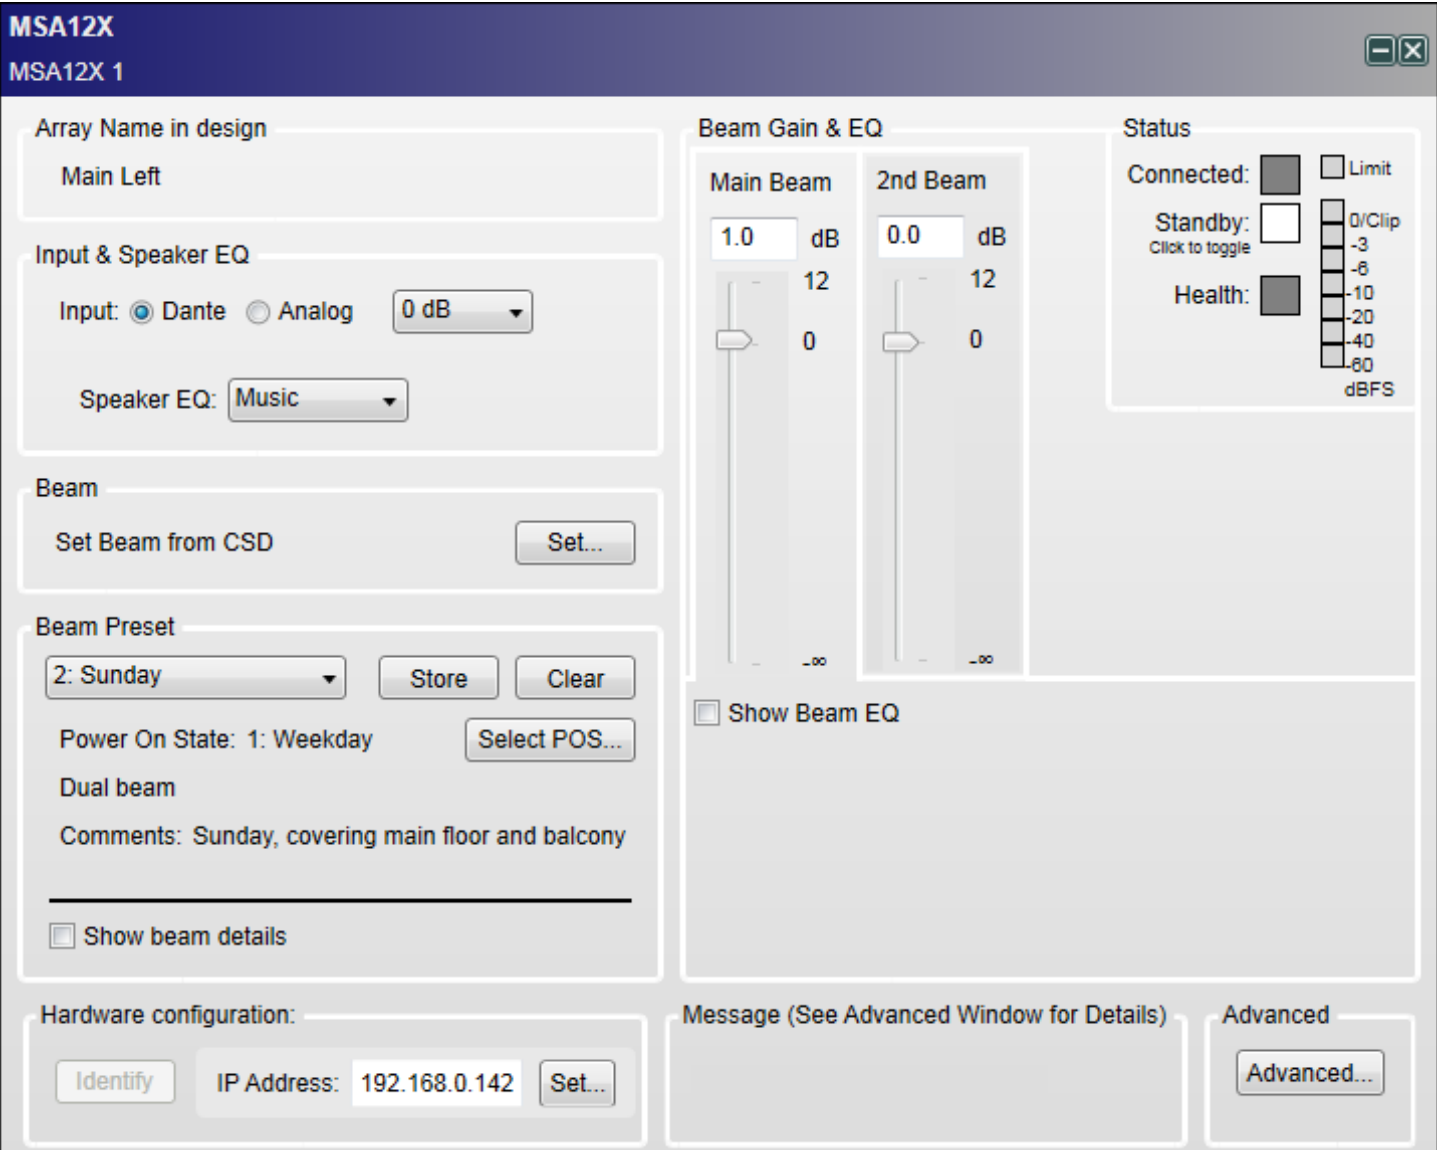 MSA12X
MSA12X 1
Array Name in design
Main Left
Input & Speaker EQ
Input: Dante Analog 0 dB
Speaker EQ: Music
Beam
Set Beam from CSD Set...
Beam Preset
2: Sunday Store Clear
Power On State: 1: Weekday Select POS...
Dual beam
Comments: Sunday, covering main floor and balcony
Show beam details
Hardware configuration:
Identify IP Address: 192.168.0.142 Set...
Beam Gain & EQ
Main Beam 2nd Beam
1.0 dB 0.0 dB
12 12
0 0
-∞ -∞
Show Beam EQ
Status
Connected: Limit
Standby:
Click to toggle
Health:
0/Clip
-3
-6
-10
-20
-40
-60
dBFS
Message (See Advanced Window for Details)
Advanced
Advanced...